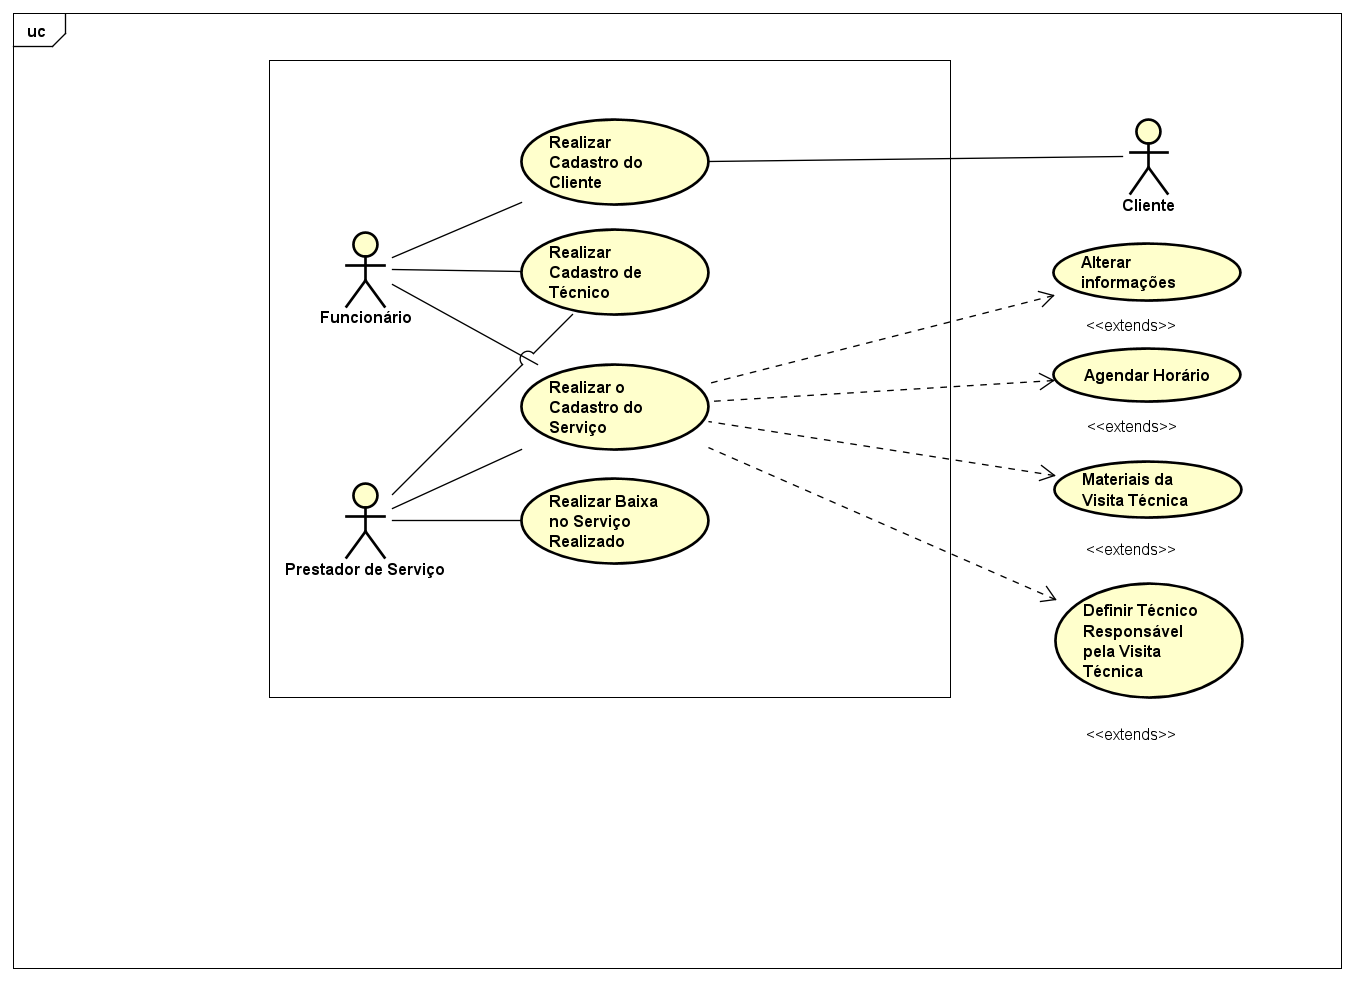 uc
Realizar
Cadastro do
Cliente
Cliente
Realizar
Cadastro de
Técnico
Funcionário
Alterar
informações
<<extends>>
Realizar o
Cadastro do
Serviço
Agendar Horário
<<extends>>
Materiais da
Visita Técnica
<<extends>>
Realizar Baixa
no Serviço
Realizado
Prestador de Serviço
Definir Técnico
Responsável
pela Visita
Técnica
<<extends>>